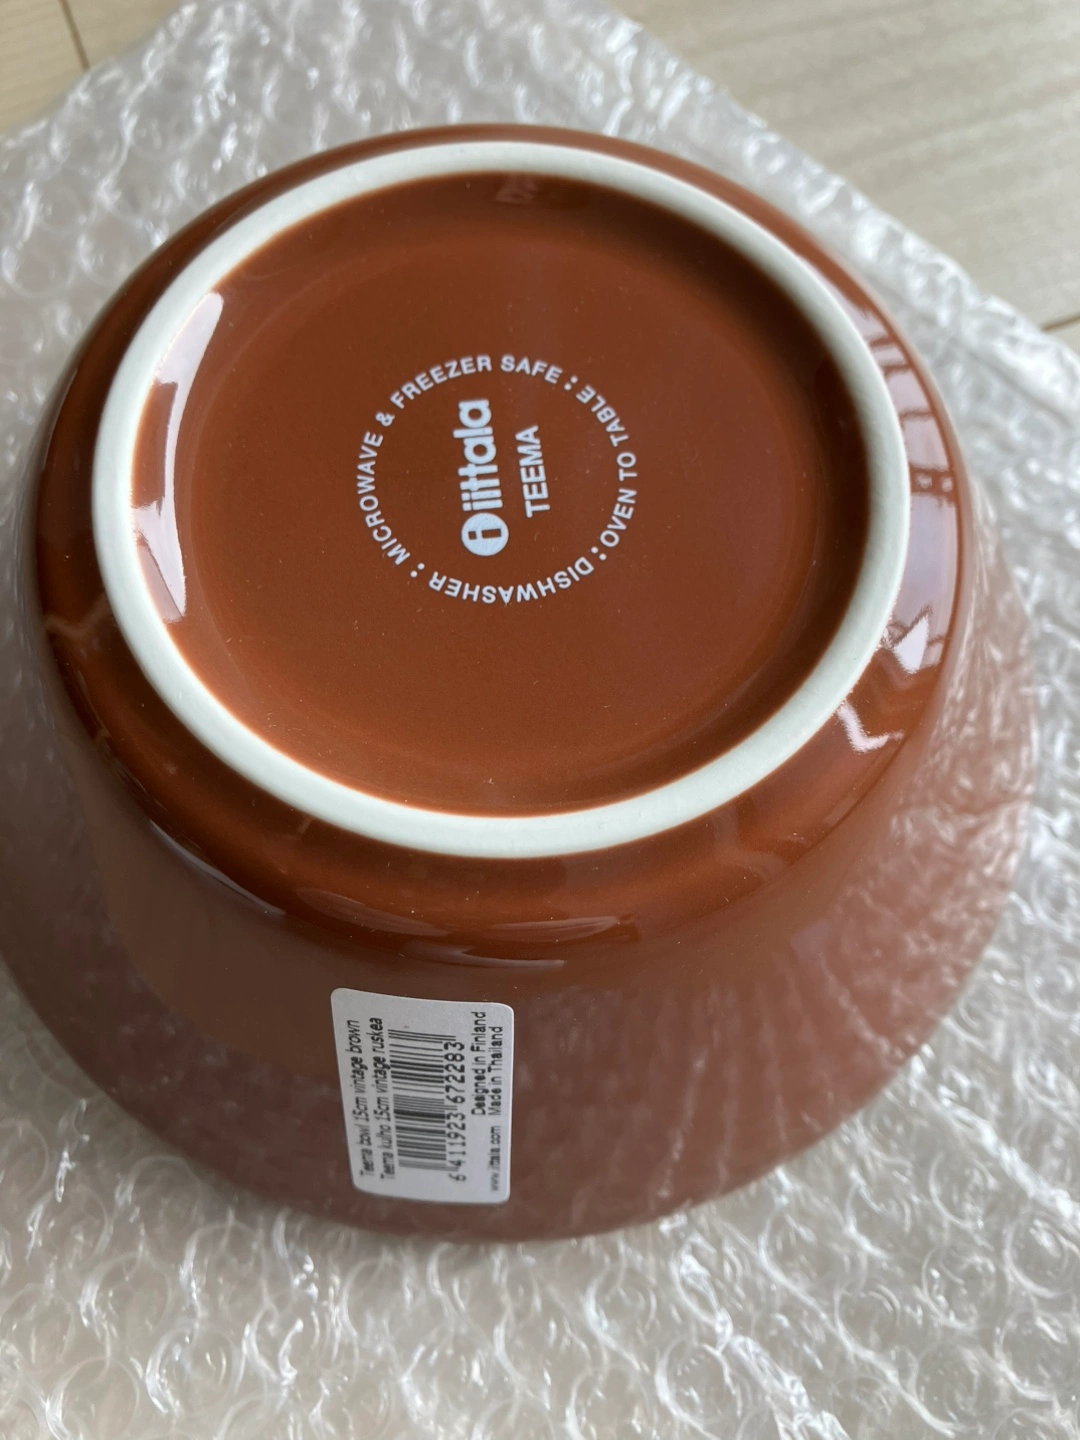 iittala
TEEMA
DISHWASHER : MICROWAVE & FREEZER SAFE : OVEN TO TABLE :
Teema bowl 15cm vintage brown
Teema kulho 15cm vintage ruskea
6 411923 672283
Designed in Finland
www.iittala.com Made in Thailand